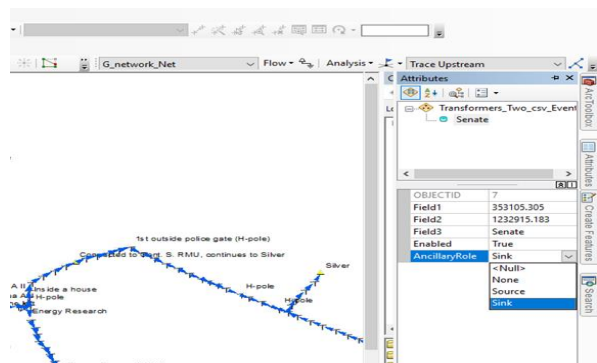 G_network_Net Flow Analysis Trace Upstream
Attributes
Transformers_Two_csv_Event
Senate
OBJECTID 7
Field1 353105.305
Field2 1232915.183
Field3 Senate
Enabled True
AncillaryRole Sink
<Null>
None
Source
Sink
ArcToolbox
Attributes
Create Features
Search
1st outside police gate (H-pole)
Connected to S. RMU, continues to Silver
Silver
H-pole
Inside a house
H-pole
Energy Research